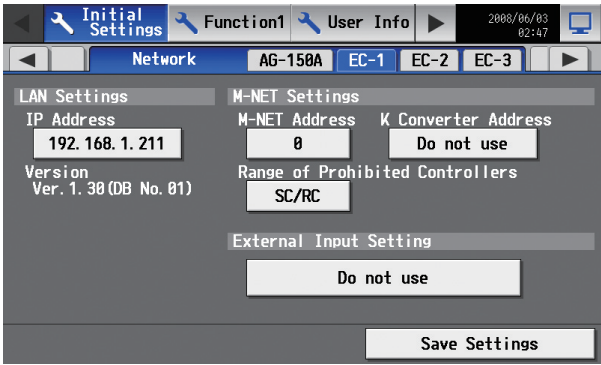 Initial Settings
Function1
User Info
2008/06/03
02:47
Network
AG-150A
EC-1
EC-2
EC-3
LAN Settings
IP Address
192.168.1.211
Version
Ver.1.30(DB No.01)
M-NET Settings
M-NET Address
K Converter Address
0
Do not use
Range of Prohibited Controllers
SC/RC
External Input Setting
Do not use
Save Settings